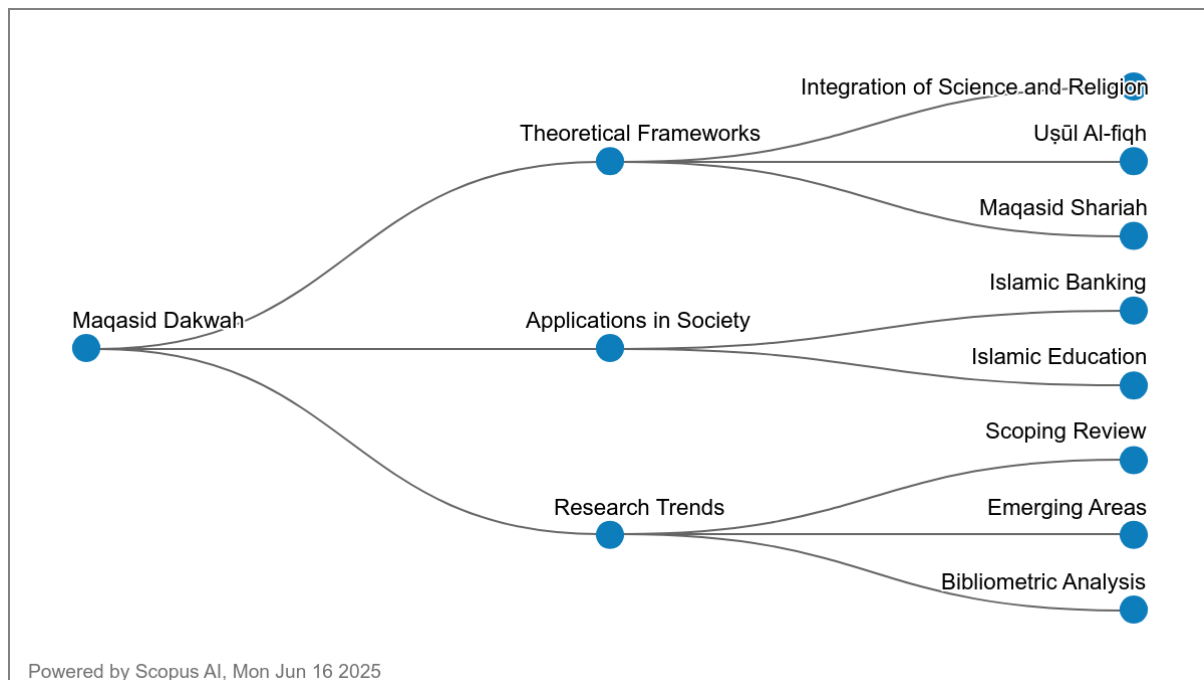 Integration of Science and Religion
Theoretical Frameworks
Uṣūl Al-fiqh
Maqasid Shariah
Islamic Banking
Maqasid Dakwah
Applications in Society
Islamic Education
Scoping Review
Research Trends
Emerging Areas
Bibliometric Analysis
Powered by Scopus AI, Mon Jun 16 2025